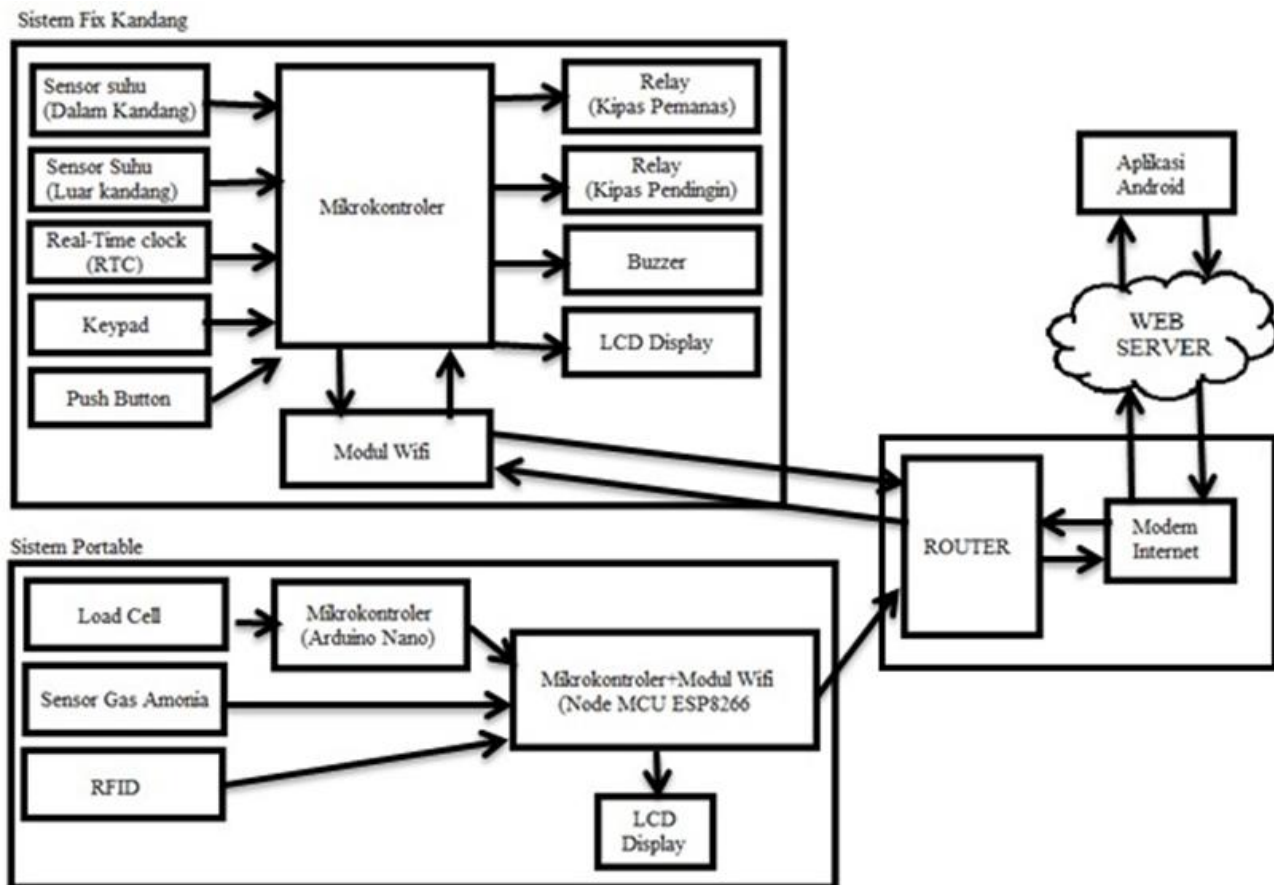 Sistem Fix Kandang
Sensor suhu
(Dalam Kandang)
Sensor Suhu
(Luar kandang)
Real-Time clock
(RTC)
Keypad
Push Button
Mikrokontroler
Modul Wifi
Relay
(Kipas Pemanas)
Relay
(Kipas Pendingin)
Buzzer
LCD Display
Aplikasi
Android
WEB
SERVER
ROUTER
Modem
Internet
Sistem Portable
Load Cell
Sensor Gas Amonia
RFID
Mikrokontroler
(Arduino Nano)
Mikrokontroler+Modul Wifi
(Node MCU ESP8266
LCD
Display